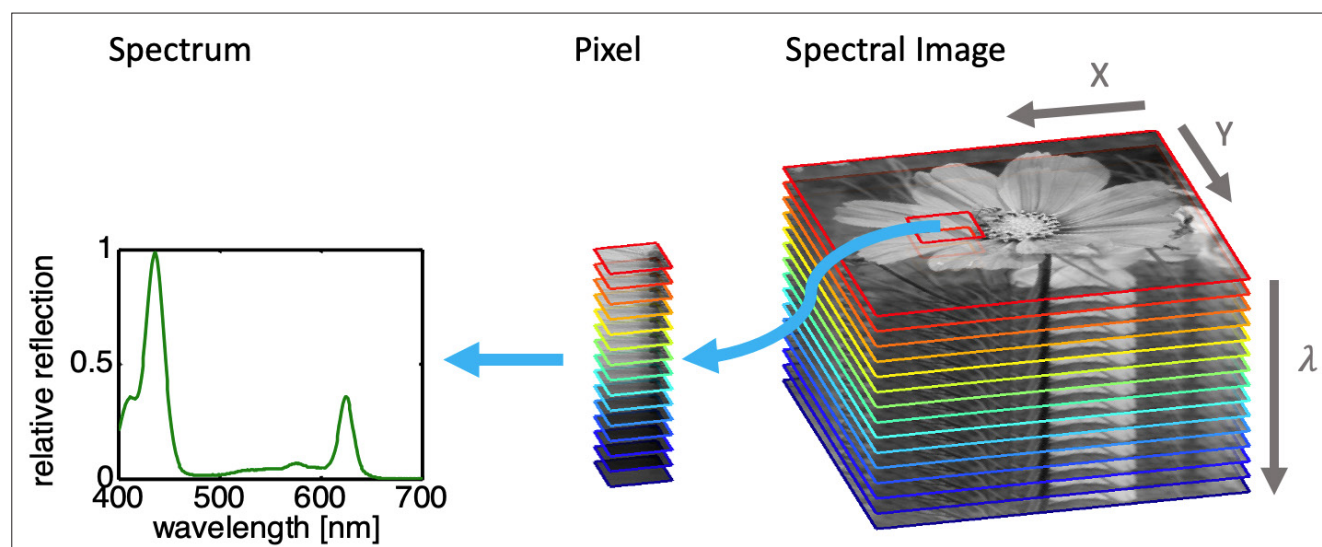 Spectrum
Pixel
Spectral Image
X
Y
λ
relative reflection
1
0.5
0
400
500
600
700
wavelength [nm]